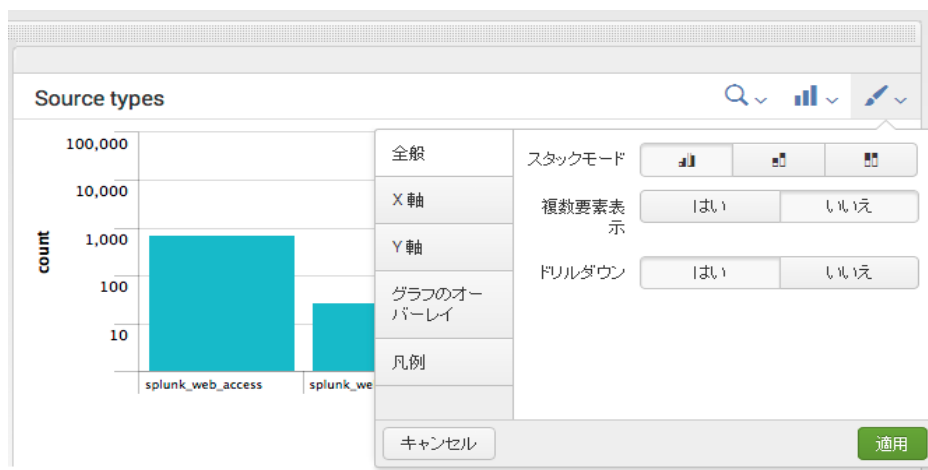 Source types
100,000
10,000
1,000
100
10
count
splunk_web_access
splunk_we
全般
X 軸
Y 軸
グラフのオー
バーレイ
凡例
スタックモード
複数要素表
示
はい
いいえ
ドリルダウン
はい
いいえ
キャンセル
適用